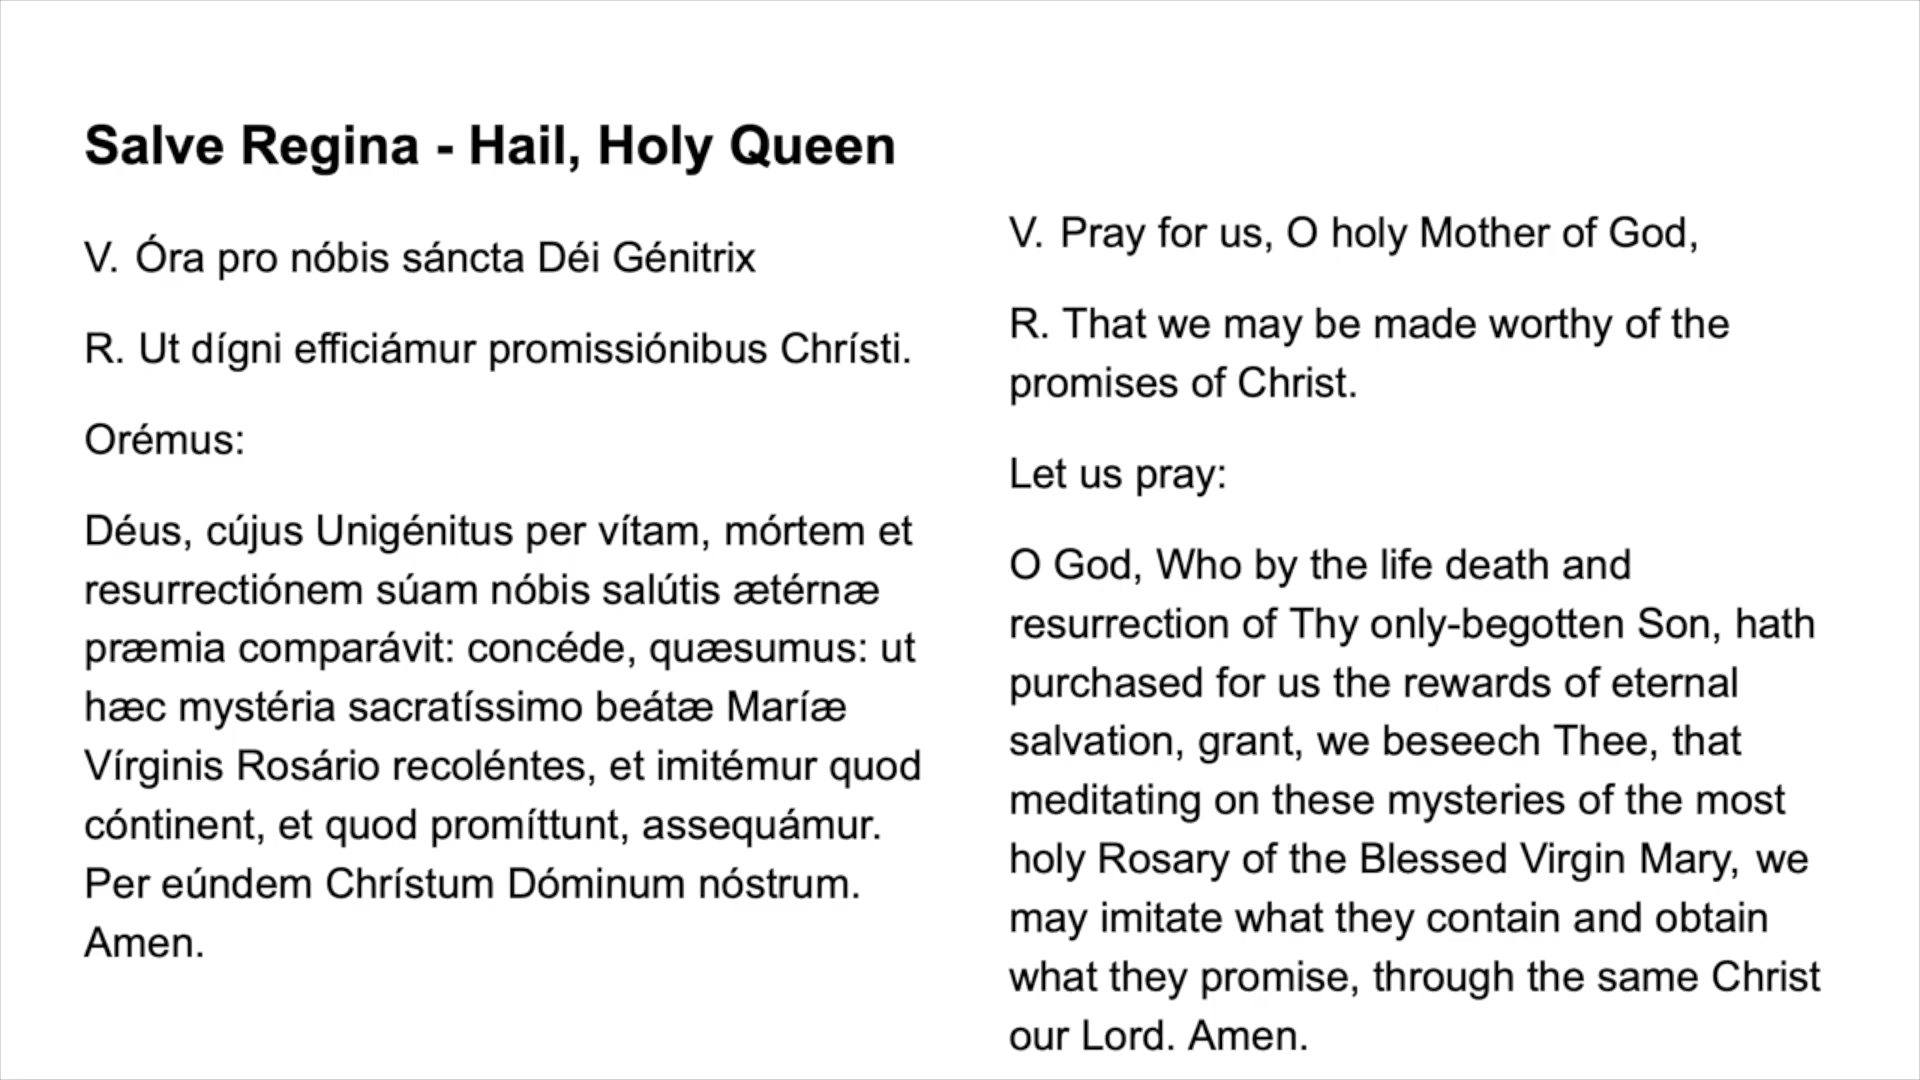 Salve Regina - Hail, Holy Queen
V. Óra pro nóbis sáncta Déi Génitrix
R. Ut dígni efficiámur promissiónibus Chrísti.
Orémus:
Déus, cújus Unigénitus per vítam, mórtem et
resurrectiónem súam nóbis salútis ætérnæ
præmia comparávit: concéde, quæsumus: ut
hæc mystéria sacratíssimo beátæ Maríæ
Vírginis Rosário recoléntes, et imitémur quod
cóntinent, et quod promíttunt, assequámur.
Per eúndem Chrístum Dóminum nóstrum.
Amen.
V. Pray for us, O holy Mother of God,
R. That we may be made worthy of the
promises of Christ.
Let us pray:
O God, Who by the life death and
resurrection of Thy only-begotten Son, hath
purchased for us the rewards of eternal
salvation, grant, we beseech Thee, that
meditating on these mysteries of the most
holy Rosary of the Blessed Virgin Mary, we
may imitate what they contain and obtain
what they promise, through the same Christ
our Lord. Amen.